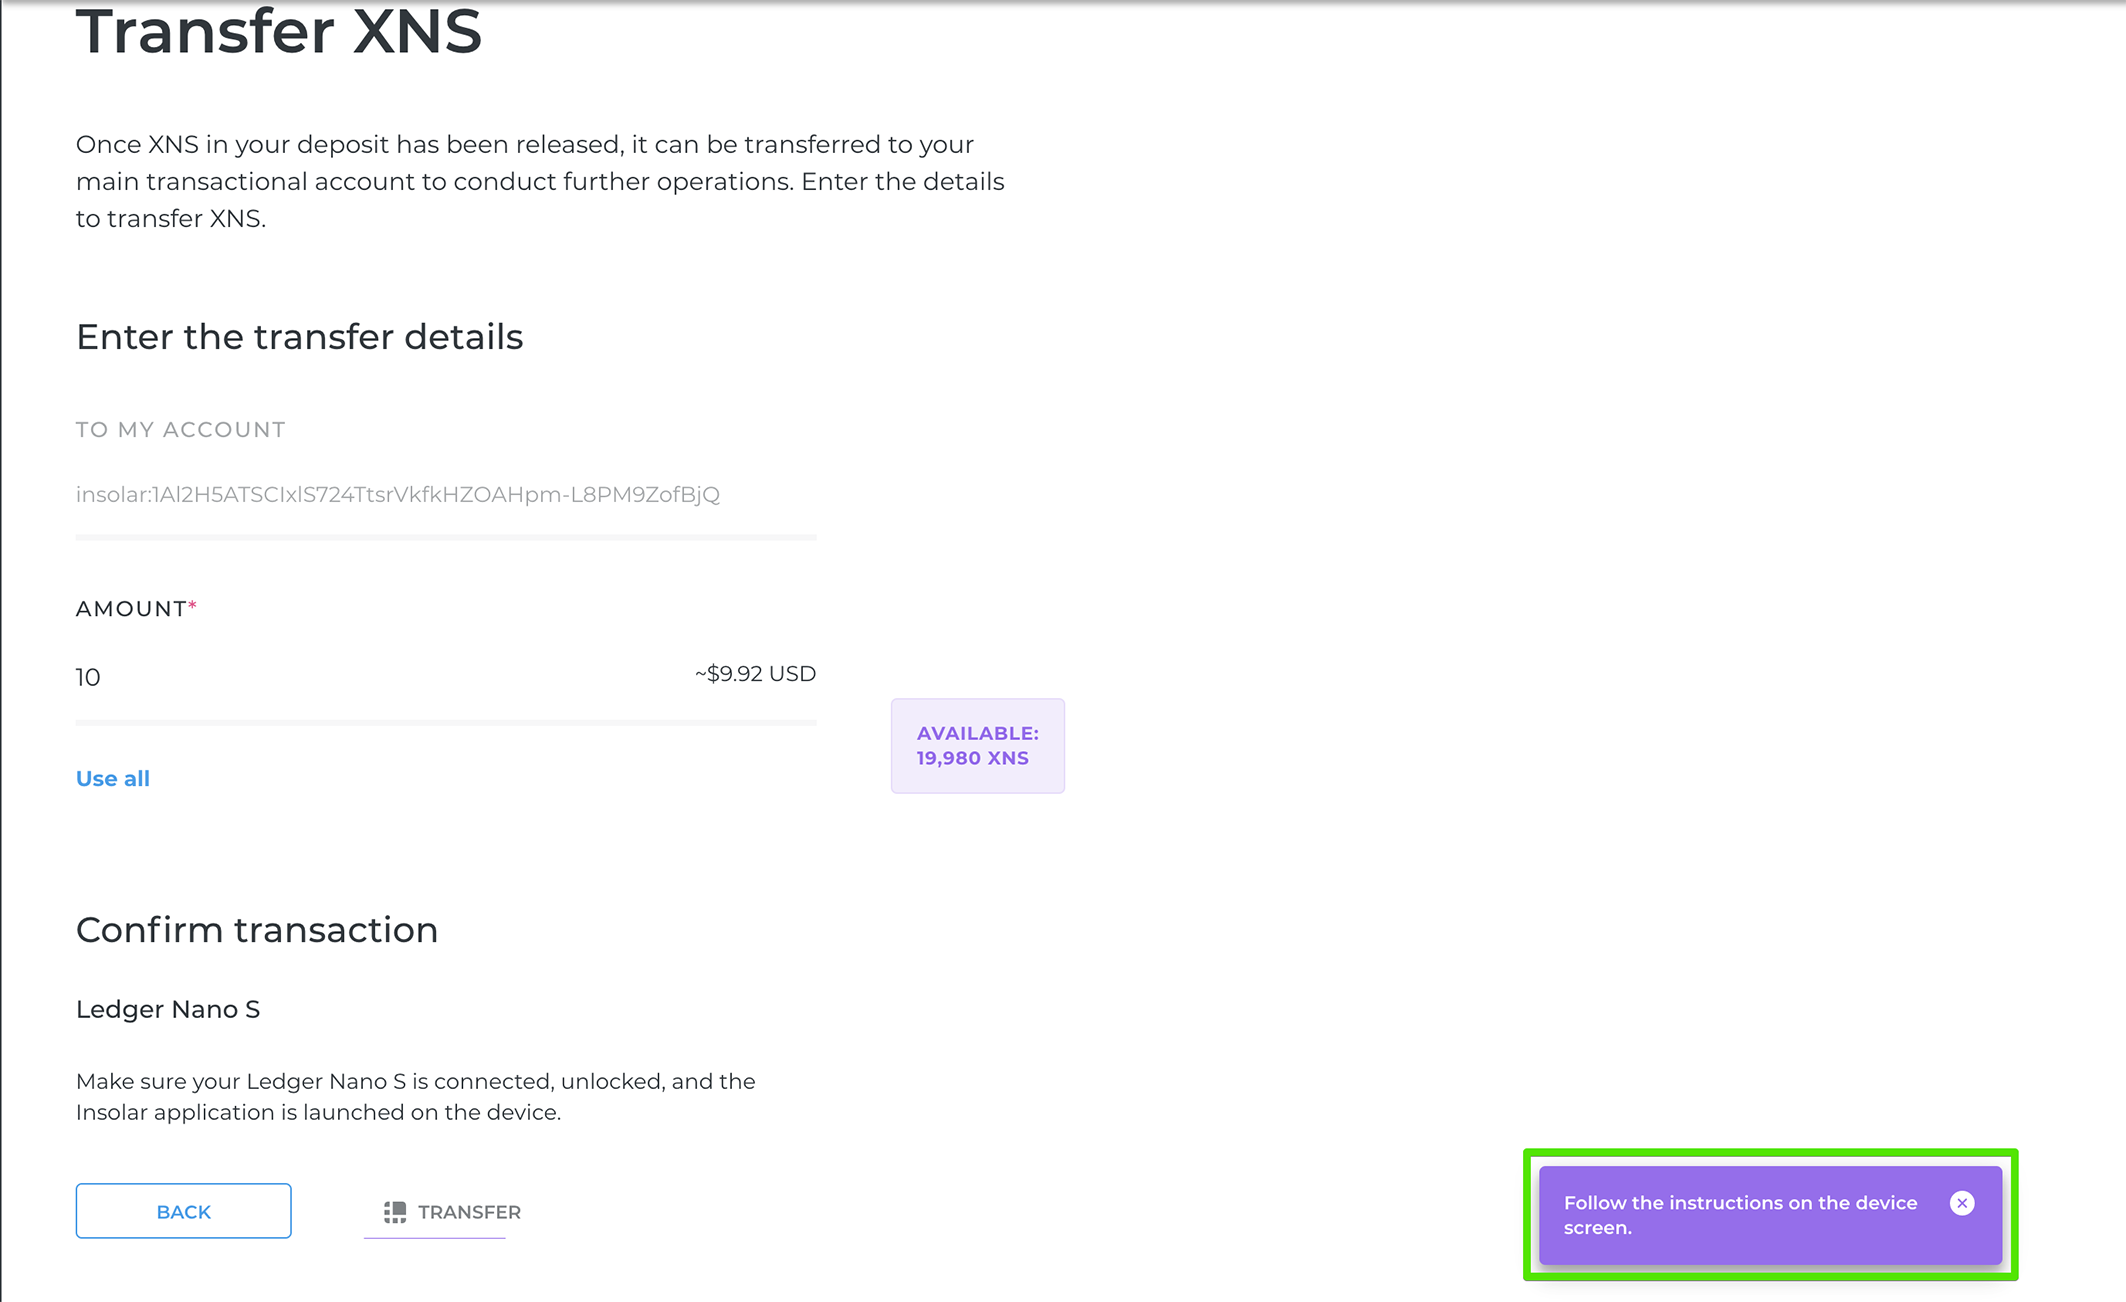 Transfer XNS
Once XNS in your deposit has been released, it can be transferred to your
main transactional account to conduct further operations. Enter the details
to transfer XNS.
Enter the transfer details
TO MY ACCOUNT
insolar:1Al2H5ATSCIxlS724TtsrVkfkHZOAHpm-L8PM9ZofBjQ
AMOUNT*
10
~$9.92 USD
AVAILABLE:
19,980 XNS
Use all
Confirm transaction
Ledger Nano S
Make sure your Ledger Nano S is connected, unlocked, and the
Insolar application is launched on the device.
BACK
TRANSFER
Follow the instructions on the device
screen.